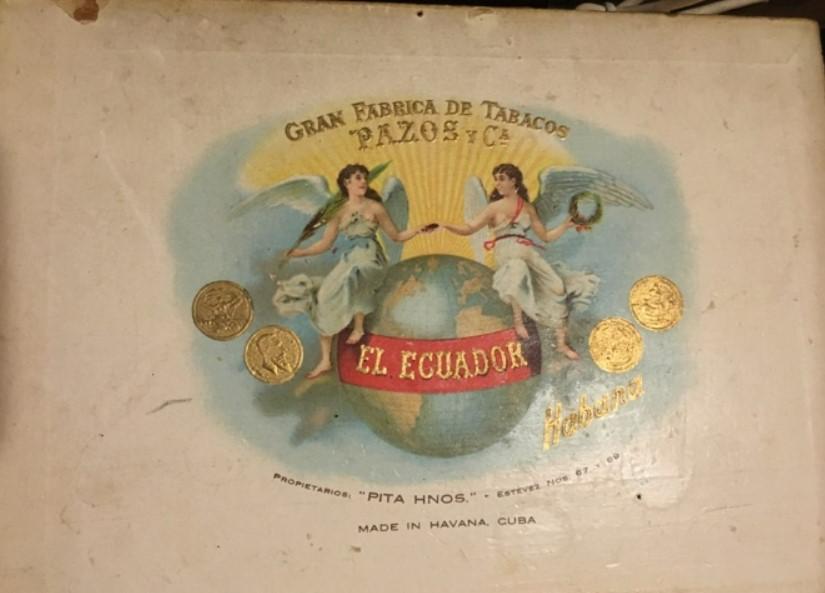 GRAN FABRICA DE TABACOS
PAZOS Y CA
EL ECUADOR
Habana
PROPIETARIOS: "PITA HNOS." - ESTEVEZ NOS. 67 Y 69
MADE IN HAVANA, CUBA